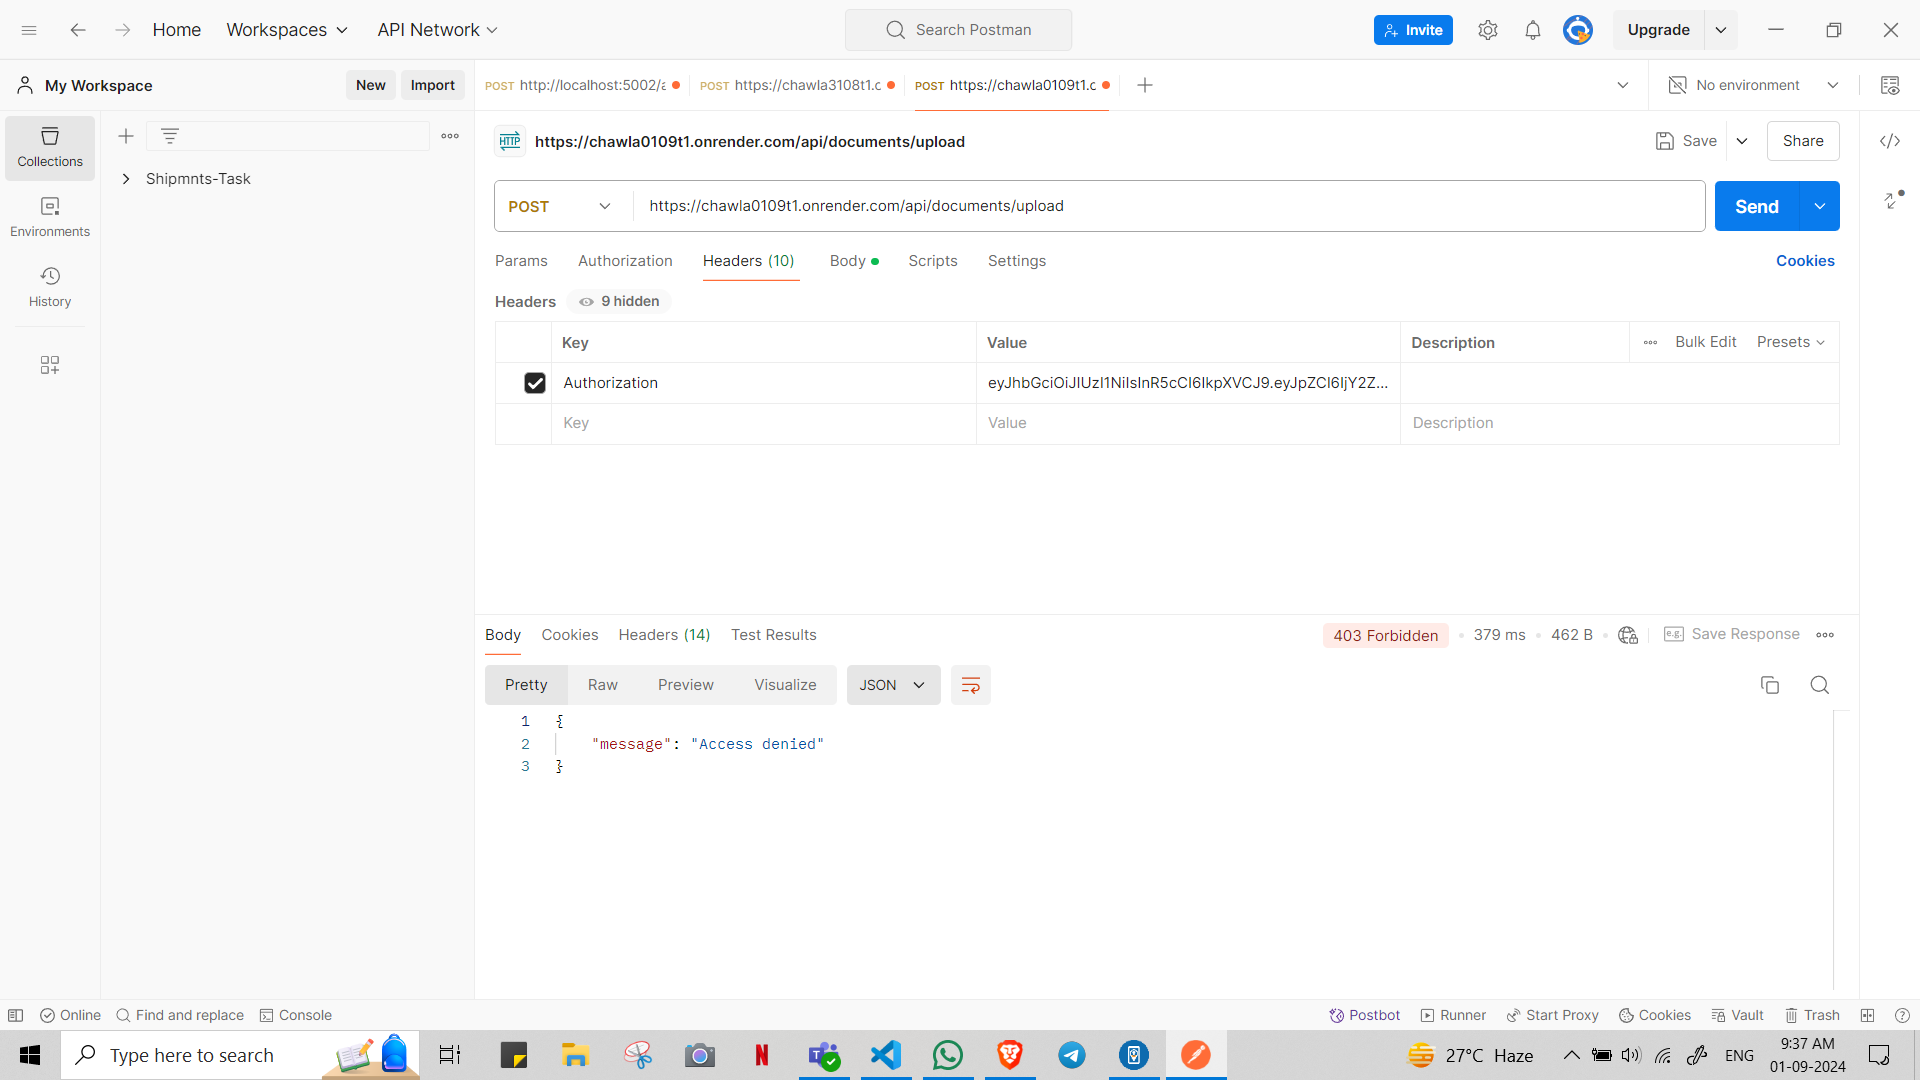 Home Workspaces API Network Search Postman Invite Upgrade
My Workspace New Import POST http://localhost:5002/a POST https://chawla3108t1.c POST https://chawla0109t1.c No environment
Collections
Environments
History
Shipmnts-Task
HTTP https://chawla0109t1.onrender.com/api/documents/upload Save Share
POST https://chawla0109t1.onrender.com/api/documents/upload Send
Params Authorization Headers (10) Body Scripts Settings Cookies
Headers 9 hidden
Key Value Description Bulk Edit Presets
Authorization eyJhbGciOiJIUzI1NiIsInR5cCI6IkpXVCJ9.eyJpZCI6IjY2Z...
Key Value Description
Body Cookies Headers (14) Test Results 403 Forbidden 379 ms 462 B e.g. Save Response
Pretty Raw Preview Visualize JSON
1 {
2 "message": "Access denied"
3 }
Online Find and replace Console Postbot Runner Start Proxy Cookies Vault Trash
Type here to search 27°C Haze ENG 9:37 AM
01-09-2024